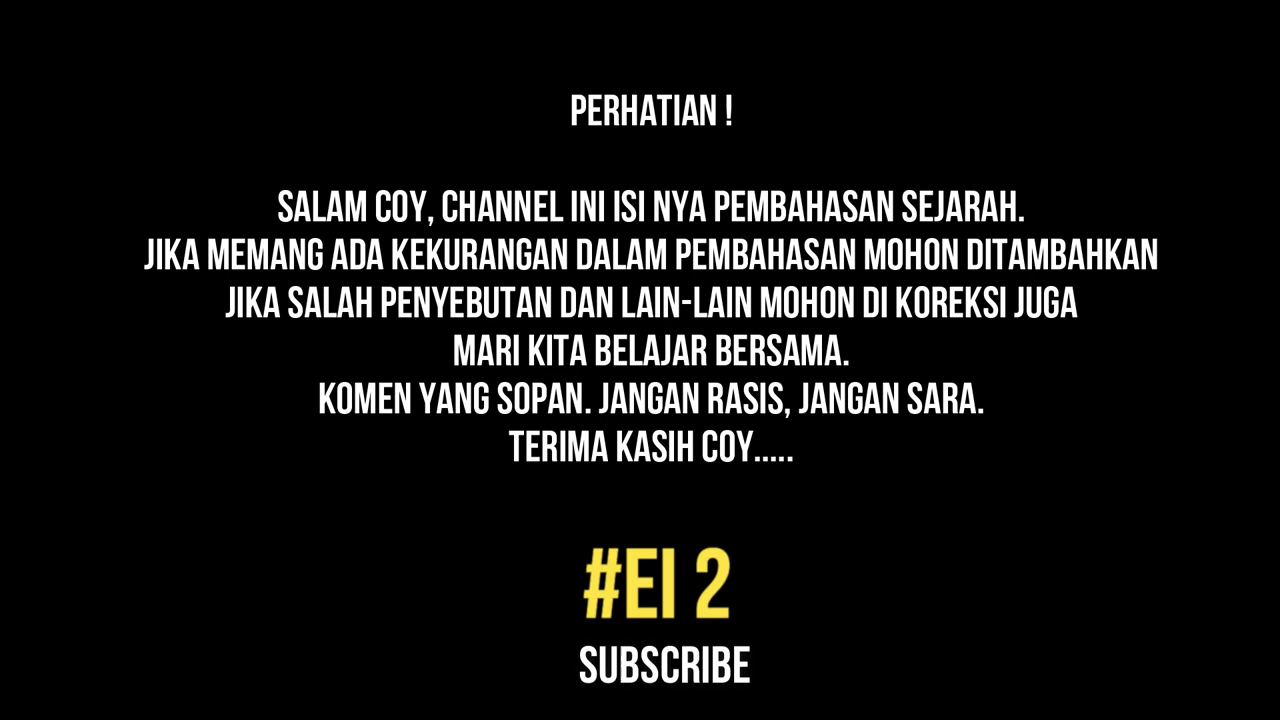 PERHATIAN !
SALAM COY, CHANNEL INI ISI NYA PEMBAHASAN SEJARAH.
JIKA MEMANG ADA KEKURANGAN DALAM PEMBAHASAN MOHON DITAMBAHKAN
JIKA SALAH PENYEBUTAN DAN LAIN-LAIN MOHON DI KOREKSI JUGA
MARI KITA BELAJAR BERSAMA.
KOMEN YANG SOPAN. JANGAN RASIS, JANGAN SARA.
TERIMA KASIH COY.....
#EI 2
SUBSCRIBE